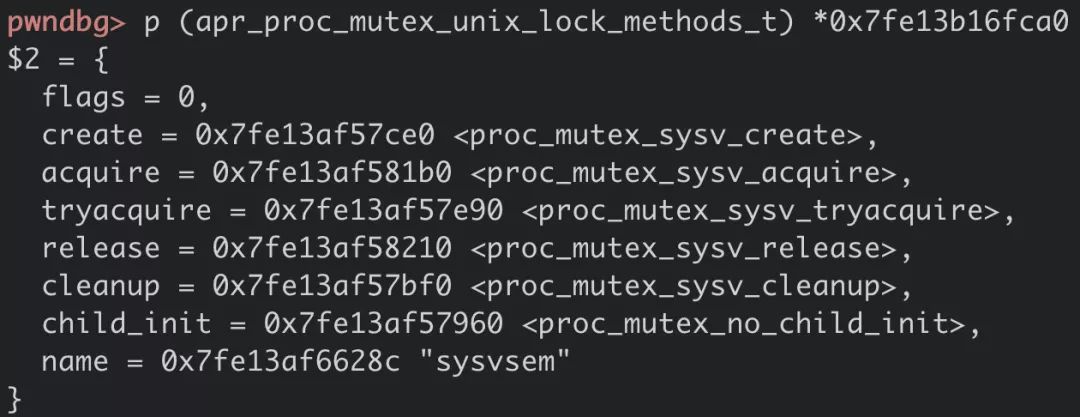 pwndbg> p (apr_proc_mutex_unix_lock_methods_t) *0x7fe13b16fca0
$2 = {
  flags = 0,
  create = 0x7fe13af57ce0 <proc_mutex_sysv_create>,
  acquire = 0x7fe13af581b0 <proc_mutex_sysv_acquire>,
  tryacquire = 0x7fe13af57e90 <proc_mutex_sysv_tryacquire>,
  release = 0x7fe13af58210 <proc_mutex_sysv_release>,
  cleanup = 0x7fe13af57bf0 <proc_mutex_sysv_cleanup>,
  child_init = 0x7fe13af57960 <proc_mutex_no_child_init>,
  name = 0x7fe13af6628c "sysvsem"
}